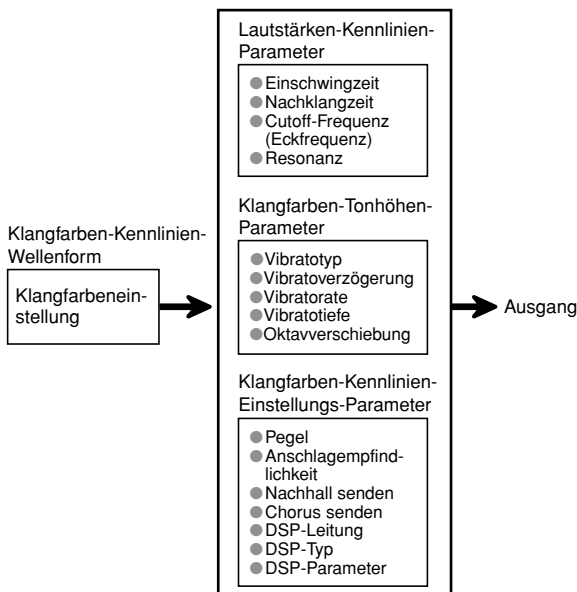 Klangfarben-Kennlinien-
Wellenform
Klangfarbenein-
stellung
Lautstärken-Kennlinien-
Parameter
Einschwingzeit
Nachklangzeit
Cutoff-Frequenz
(Eckfrequenz)
Resonanz
Klangfarben-Tonhöhen-
Parameter
Vibratotyp
Vibratoverzögerung
Vibratorate
Vibratotiefe
Oktavverschiebung
Klangfarben-Kennlinien-
Einstellungs-Parameter
Pegel
Anschlagempfind-
lichkeit
Nachhall senden
Chorus senden
DSP-Leitung
DSP-Typ
DSP-Parameter
Ausgang